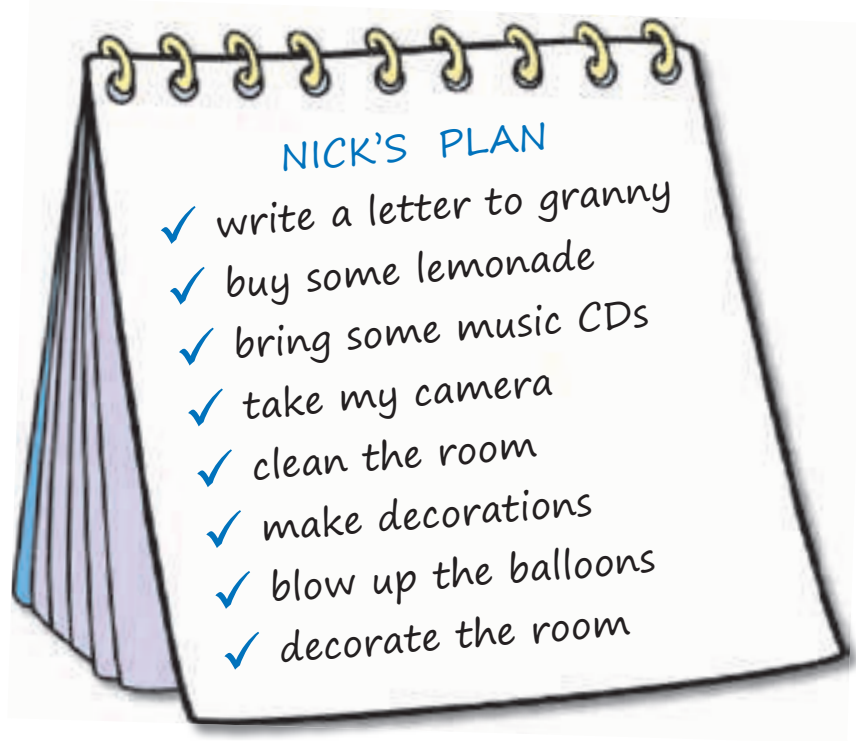 NICK'S PLAN
✓ write a letter to granny
✓ buy some lemonade
✓ bring some music CDs
✓ take my camera
✓ clean the room
✓ make decorations
✓ blow up the balloons
✓ decorate the room